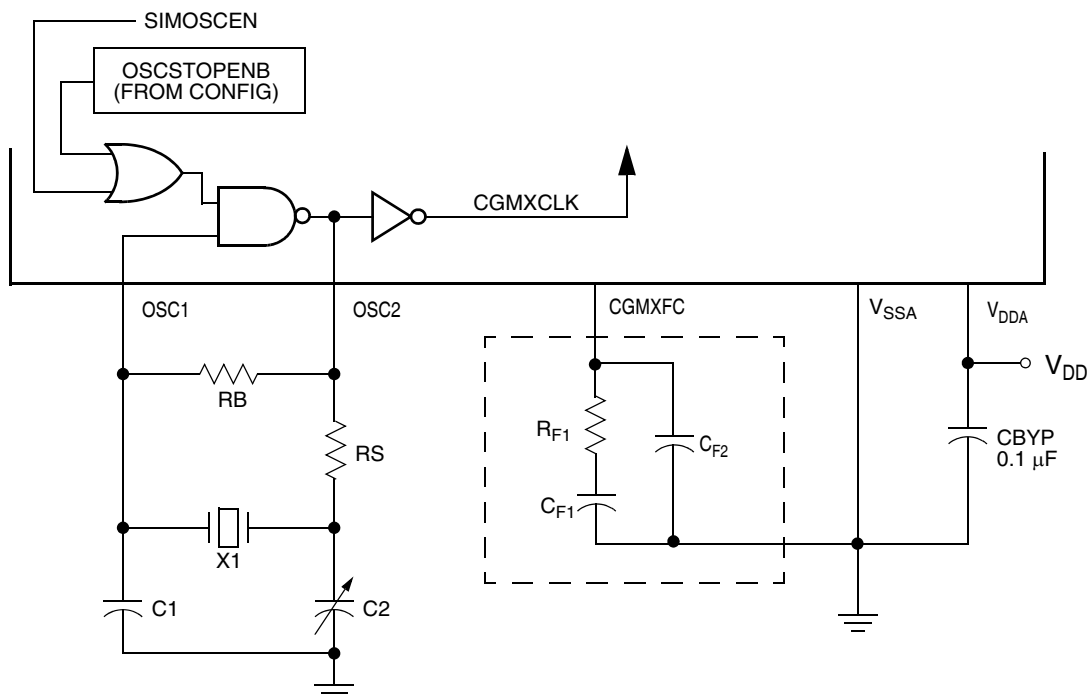 SIMOSCEN
OSCSTOPENB
(FROM CONFIG)
CGMXCLK
OSC1
OSC2
CGMXFC
VSSA
VDDA
VDD
RB
RS
RF1
CF2
CBYP
0.1 μF
CF1
X1
C1
C2